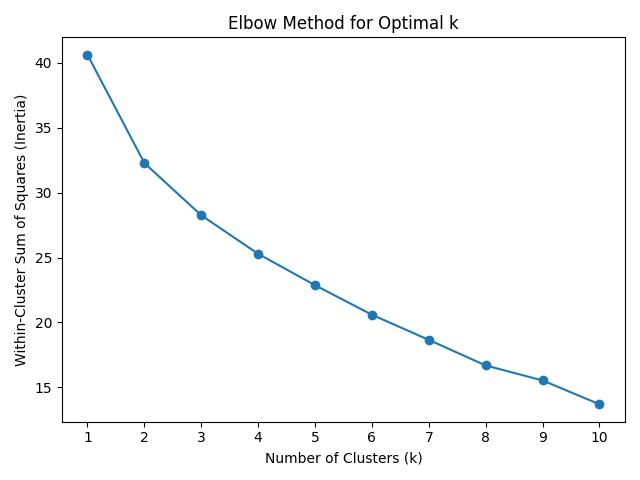 Elbow Method for Optimal k
Within-Cluster Sum of Squares (Inertia)
40
35
30
25
20
15
1 2 3 4 5 6 7 8 9 10
Number of Clusters (k)